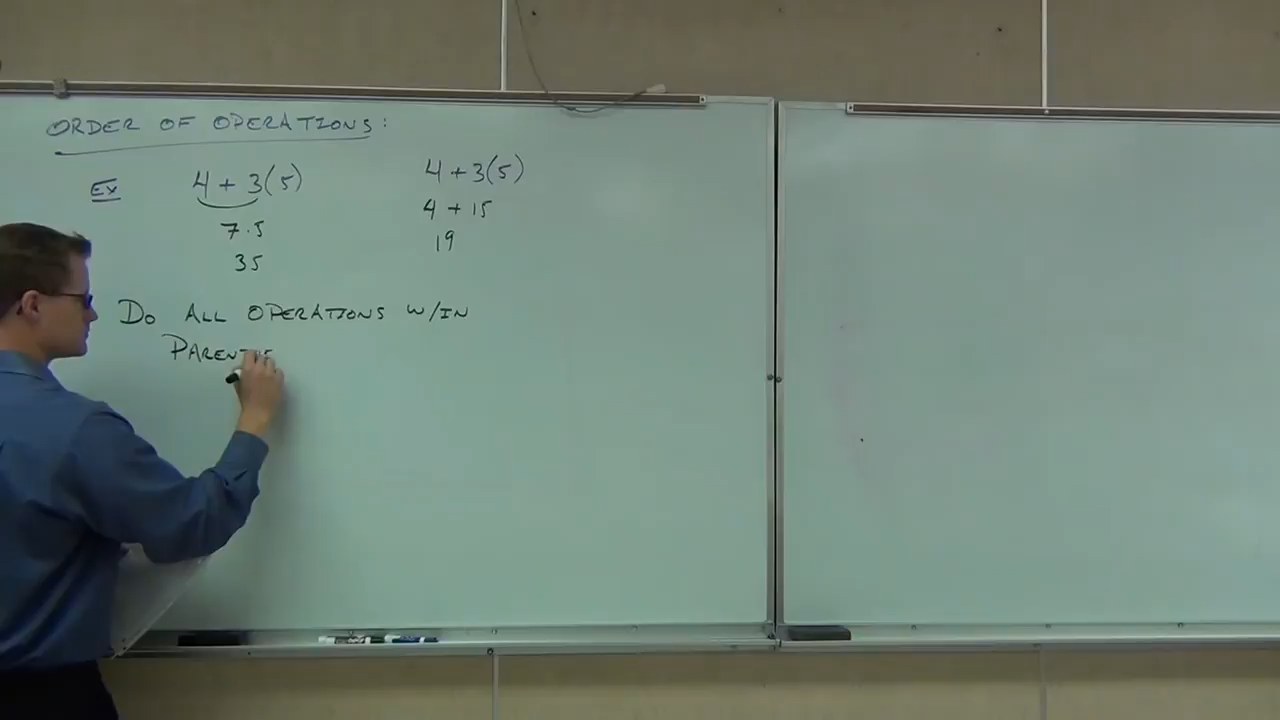 ORDER OF OPERATIONS:
EX 4 + 3(5) 4 + 3(5)
7·5 4 + 15
35 19
DO ALL OPERATIONS W/IN